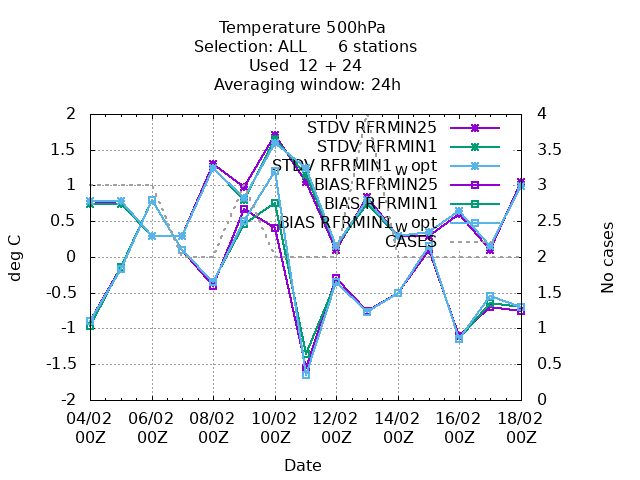 Temperature 500hPa
Selection: ALL 6 stations
Used 12 + 24
Averaging window: 24h
STDV RFRMIN25
STDV RFRMIN1
STDV RFRMIN1_w opt
BIAS RFRMIN25
BIAS RFRMIN1
BIAS RFRMIN1_w opt
CASES
deg C
2
1.5
1
0.5
0
-0.5
-1
-1.5
-2
No cases
4
3.5
3
2.5
2
1.5
1
0.5
0
04/02 06/02 08/02 10/02 12/02 14/02 16/02 18/02
00Z 00Z 00Z 00Z 00Z 00Z 00Z 00Z
Date